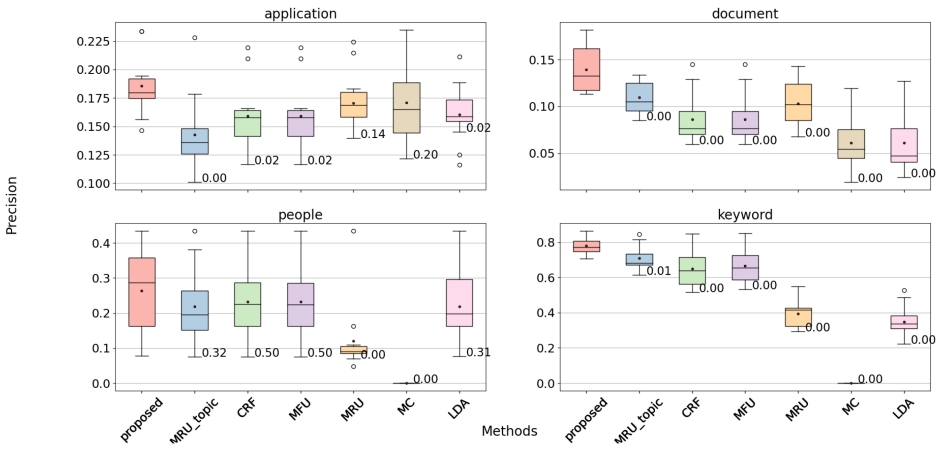 application
document
Precision
0.225
0.200
0.175
0.150
0.125
0.100
0.00
0.02
0.02
0.14
0.20
0.02
0.15
0.10
0.05
0.00
0.00
0.00
0.00
0.00
0.00
people
keyword
0.4
0.3
0.2
0.1
0.0
0.32
0.50
0.50
0.00
0.00
0.31
0.8
0.6
0.4
0.2
0.0
0.01
0.00
0.00
0.00
0.00
0.00
proposed
MRU_topic
CRF
MFU
MRU
MC
LDA
proposed
MRU_topic
CRF
MFU
MRU
MC
LDA
Methods